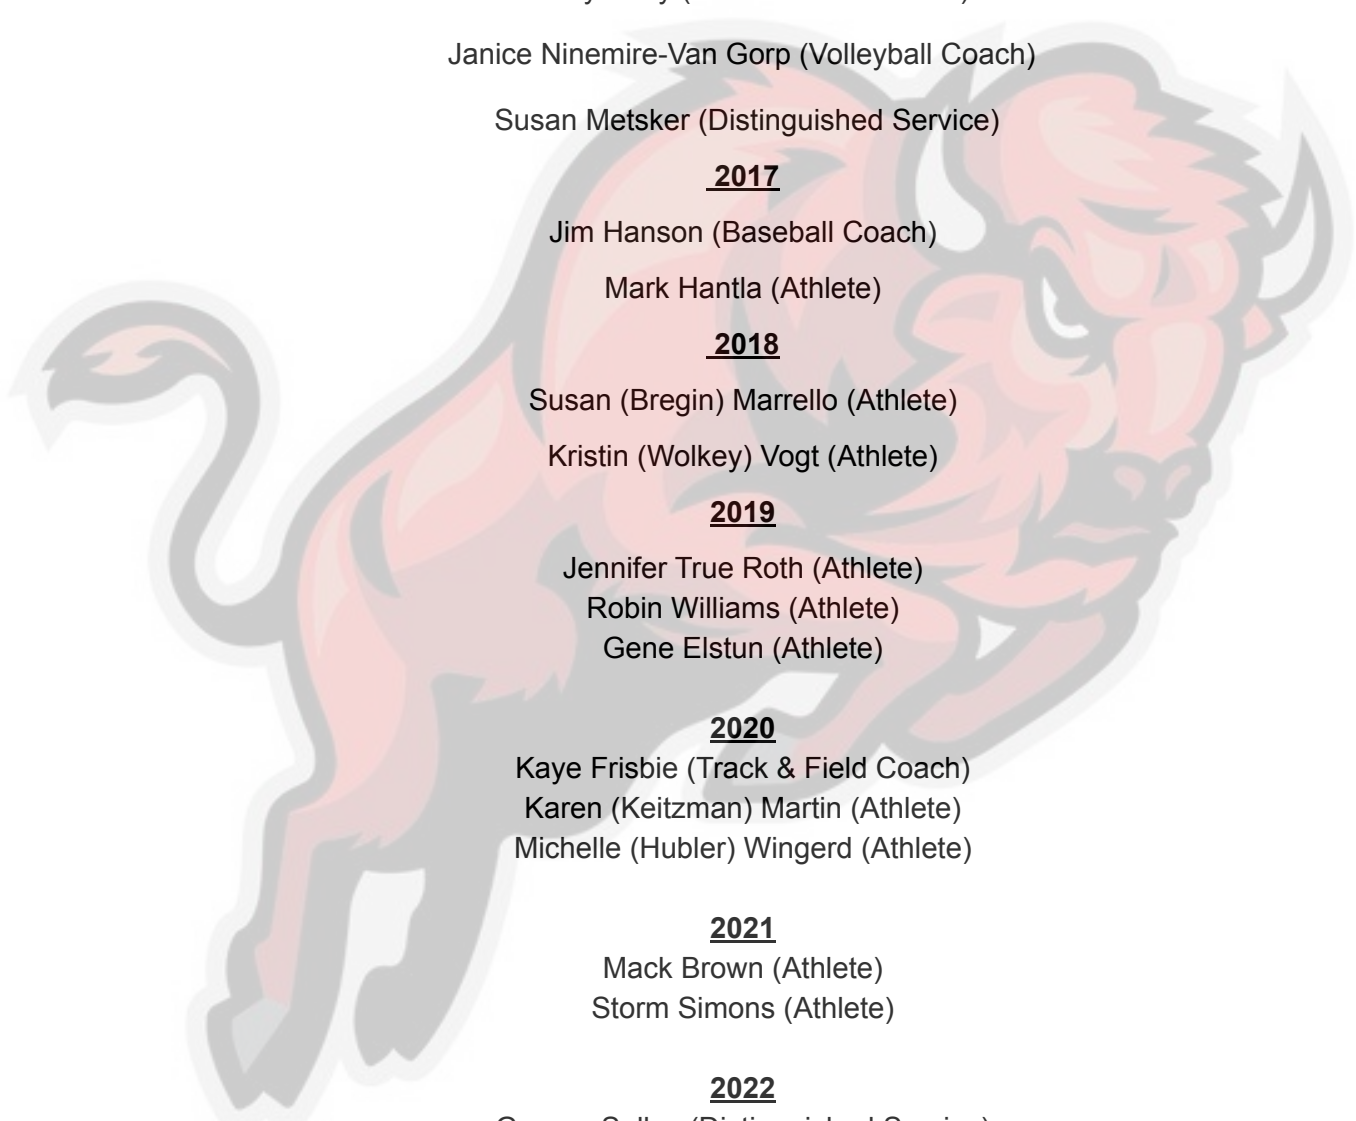 Janice Ninemire-Van Gorp (Volleyball Coach)
Susan Metsker (Distinguished Service)
2017
Jim Hanson (Baseball Coach)
Mark Hantla (Athlete)
2018
Susan (Bregin) Marrello (Athlete)
Kristin (Wolkey) Vogt (Athlete)
2019
Jennifer True Roth (Athlete)
Robin Williams (Athlete)
Gene Elstun (Athlete)
2020
Kaye Frisbie (Track & Field Coach)
Karen (Keitzman) Martin (Athlete)
Michelle (Hubler) Wingerd (Athlete)
2021
Mack Brown (Athlete)
Storm Simons (Athlete)
2022
(Distinguished Service)